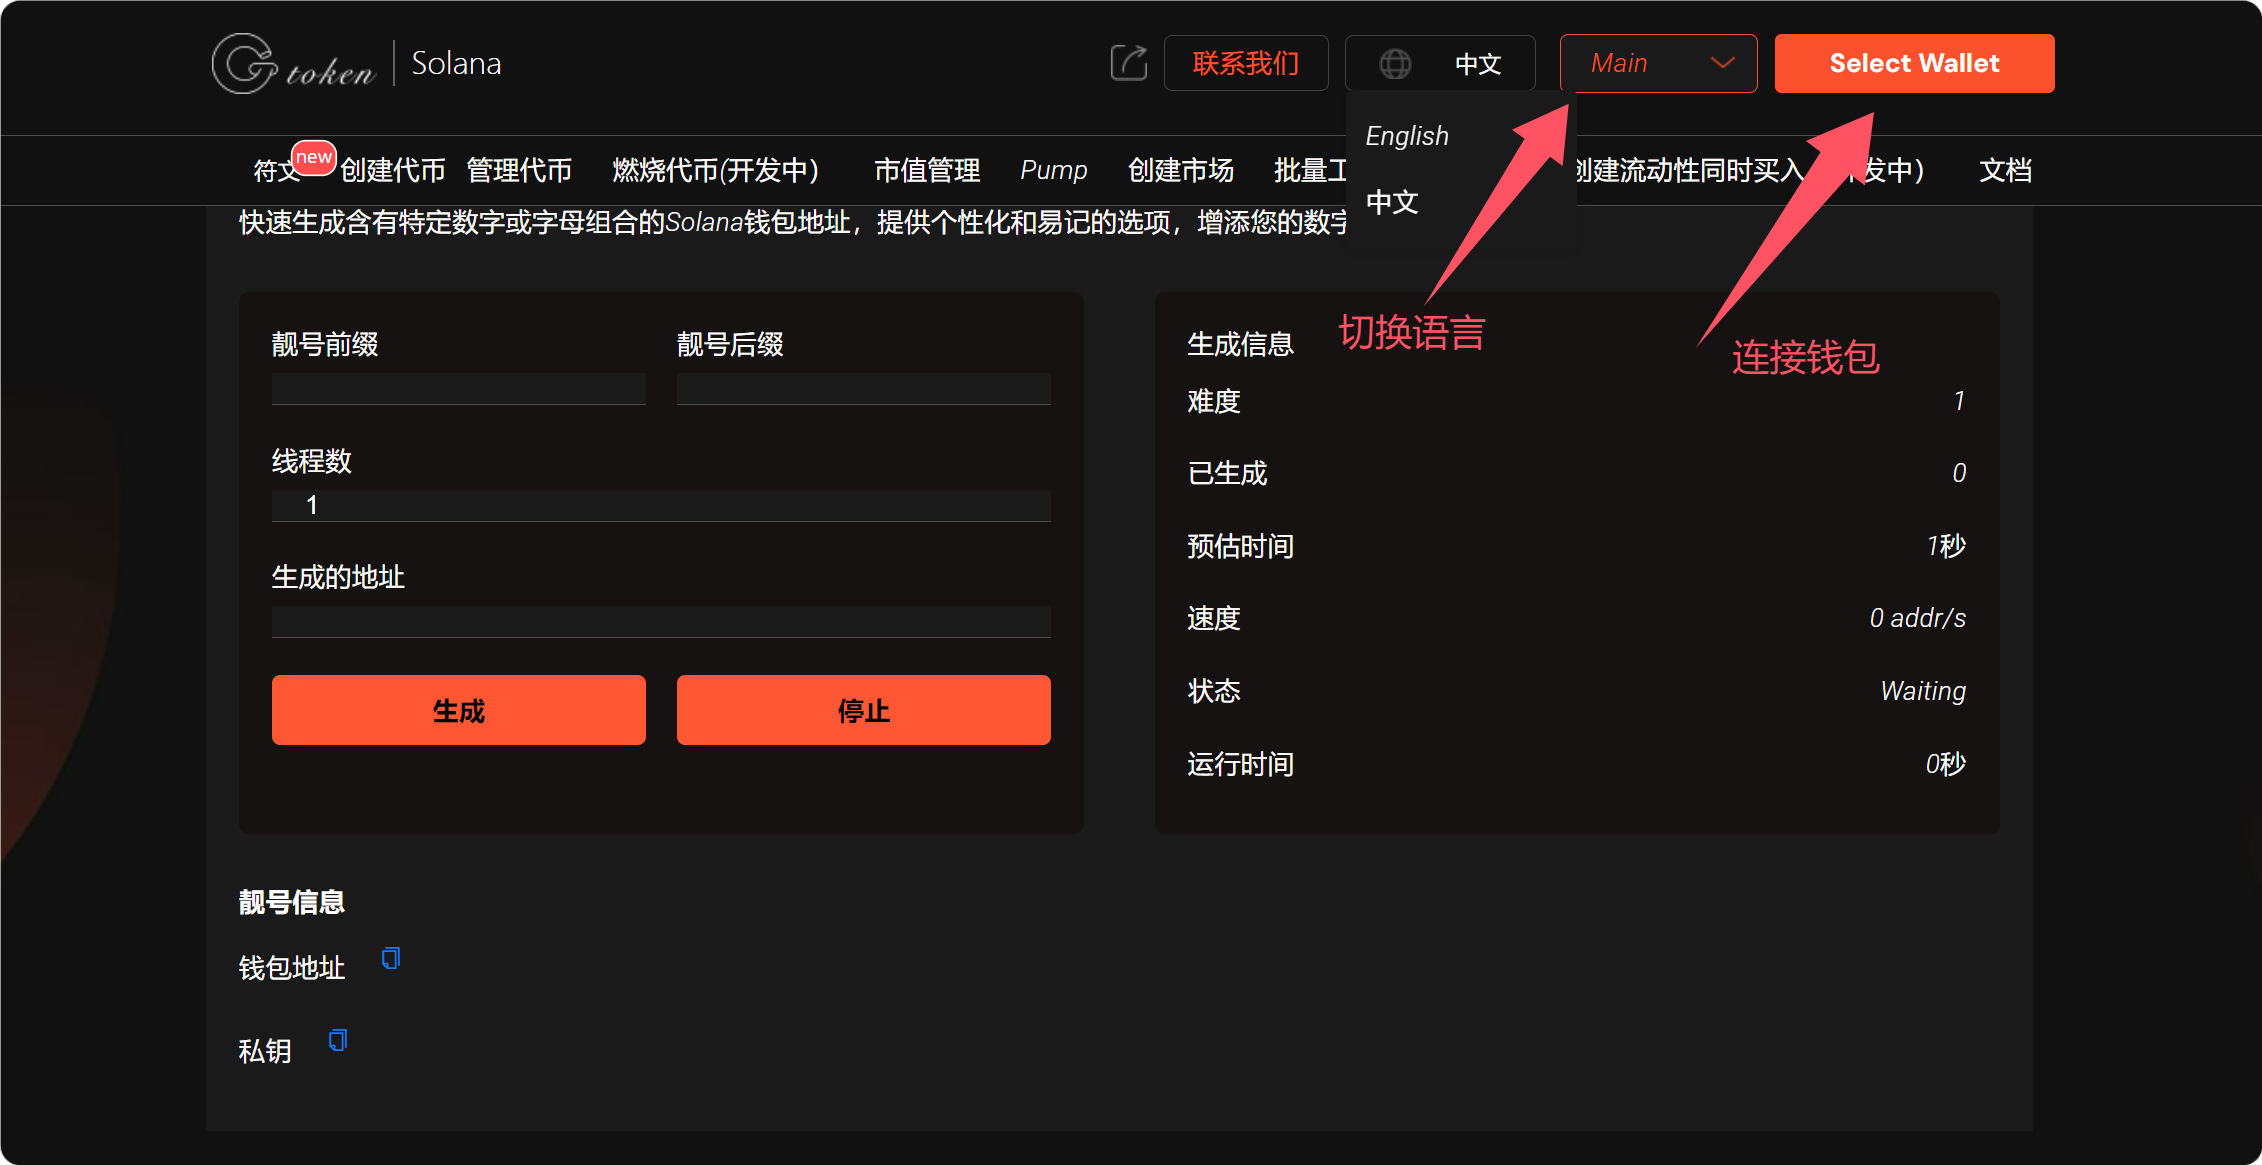 Gtoken
Solana
联系我们
中文
Main
Select Wallet
English
中文
符文
new
创建代币
管理代币
燃烧代币(开发中)
市值管理
Pump
创建市场
批量工
创建流动性同时买入
发中)
文档
快速生成含有特定数字或字母组合的Solana钱包地址，提供个性化和易记的选项，增添您的数字
切换语言
连接钱包
靓号前缀
靓号后缀
线程数
1
生成的地址
生成
停止
生成信息
难度 1
已生成 0
预估时间 1秒
速度 0 addr/s
状态 Waiting
运行时间 0秒
靓号信息
钱包地址
私钥